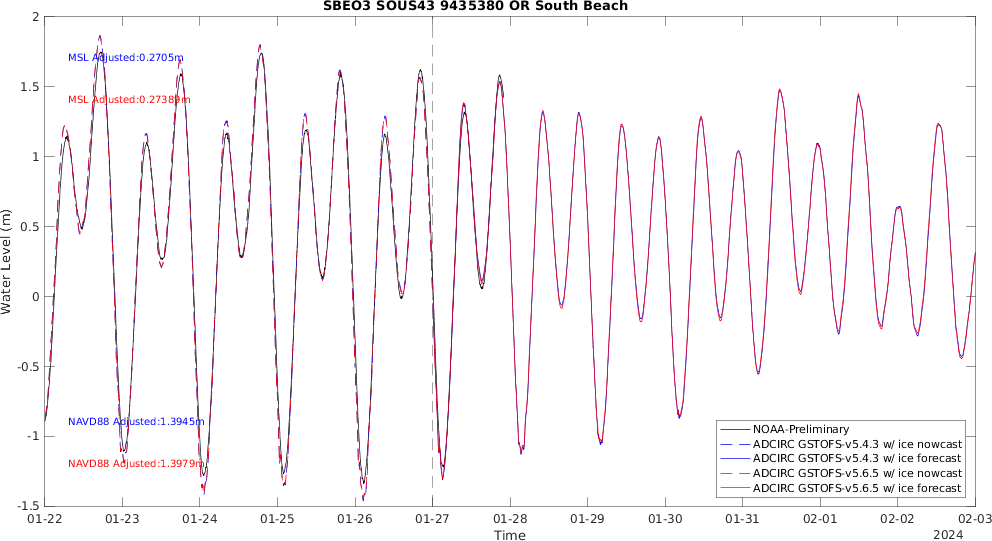 SBEO3 SOUS43 9435380 OR South Beach
Water Level (m)
2
1.5
1
0.5
0
-0.5
-1
-1.5
MSL Adjusted:0.2705m
MSL Adjusted:0.27389m
NAVD88 Adjusted:1.3945m
NAVD88 Adjusted:1.3979m
NOAA-Preliminary
ADCIRC GSTOFS-v5.4.3 w/ ice nowcast
ADCIRC GSTOFS-v5.4.3 w/ ice forecast
ADCIRC GSTOFS-v5.6.5 w/ ice nowcast
ADCIRC GSTOFS-v5.6.5 w/ ice forecast
01-22 01-23 01-24 01-25 01-26 01-27 01-28 01-29 01-30 01-31 02-01 02-02 02-03
Time
2024